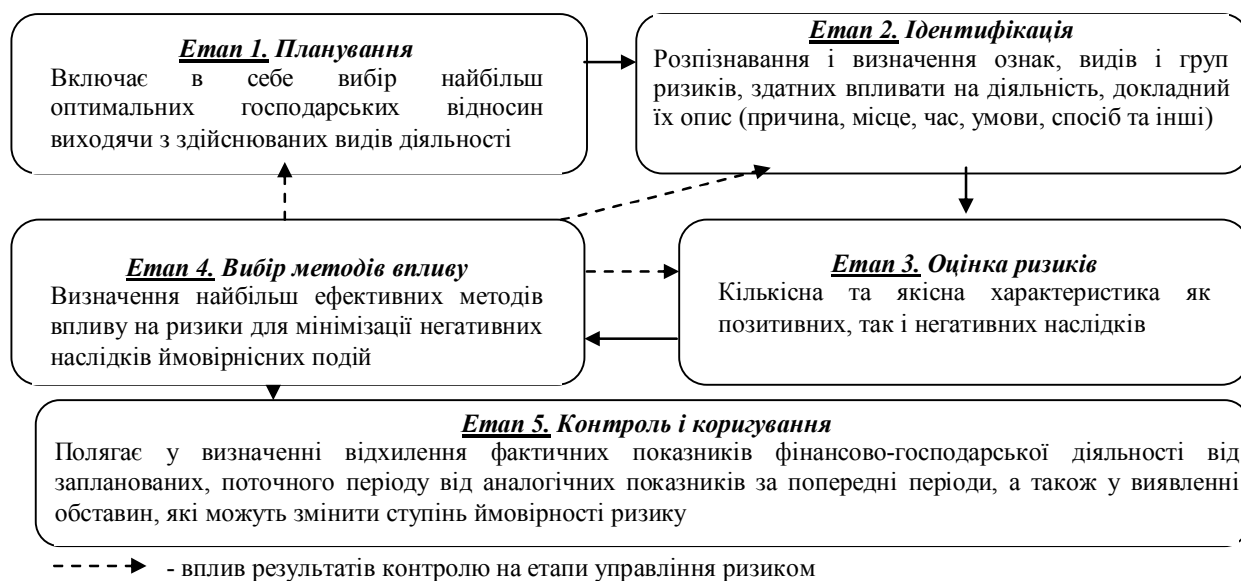 Етап 1. Планування
Включає в себе вибір найбільш
оптимальних господарських відносин
виходячи з здійснюваних видів діяльності
Етап 2. Ідентифікація
Розпізнавання і визначення ознак, видів і груп
ризиків, здатних впливати на діяльність, докладний
їх опис (причина, місце, час, умови, спосіб та інші)
Етап 4. Вибір методів впливу
Визначення найбільш ефективних методів
впливу на ризики для мінімізації негативних
наслідків ймовірнісних подій
Етап 3. Оцінка ризиків
Кількісна та якісна характеристика як
позитивних, так і негативних наслідків
Етап 5. Контроль і коригування
Полягає у визначенні відхилення фактичних показників фінансово-господарської діяльності від
запланованих, поточного періоду від аналогічних показників за попередні періоди, а також у виявленні
обставин, які можуть змінити ступінь ймовірності ризику
- вплив результатів контролю на етапи управління ризиком